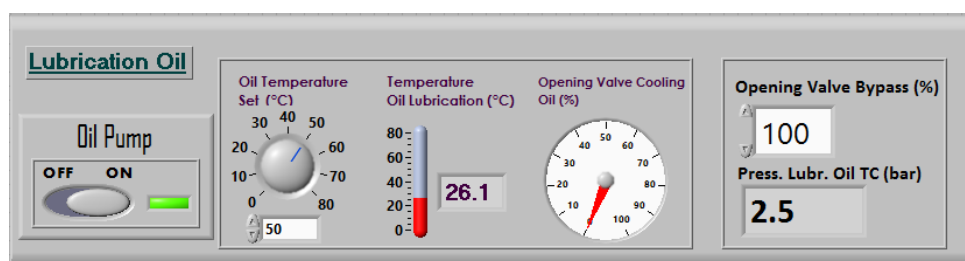 Lubrication Oil
Oil Pump
OFF ON
Oil Temperature
Set (°C)
0 10 20 30 40 50 60 70 80
50
Temperature
Oil Lubrication (°C)
80
60
40
20
0
26.1
Opening Valve Cooling
Oil (%)
0 10 20 30 40 50 60 70 80 90 100
Opening Valve Bypass (%)
100
Press. Lubr. Oil TC (bar)
2.5